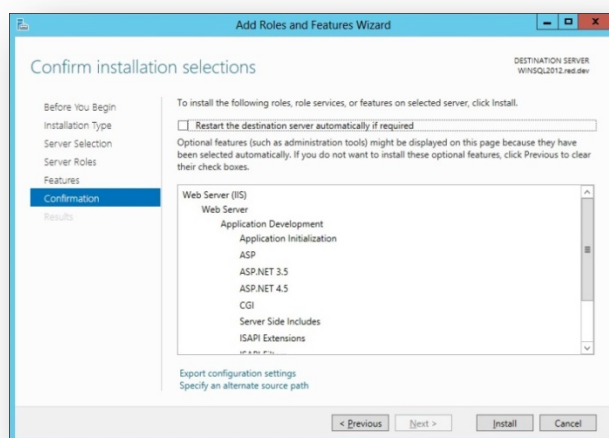 Add Roles and Features Wizard
Confirm installation selections
DESTINATION SERVER
WINSQL2012.red.dev
Before You Begin
Installation Type
Server Selection
Server Roles
Features
Confirmation
Results
To install the following roles, role services, or features on selected server, click Install.
Restart the destination server automatically if required
Optional features (such as administration tools) might be displayed on this page because they have
been selected automatically. If you do not want to install these optional features, click Previous to clear
their check boxes.
Web Server (IIS)
Web Server
Application Development
Application Initialization
ASP
ASP.NET 3.5
ASP.NET 4.5
CGI
Server Side Includes
ISAPI Extensions
Export configuration settings
Specify an alternate source path
< Previous
Next >
Install
Cancel